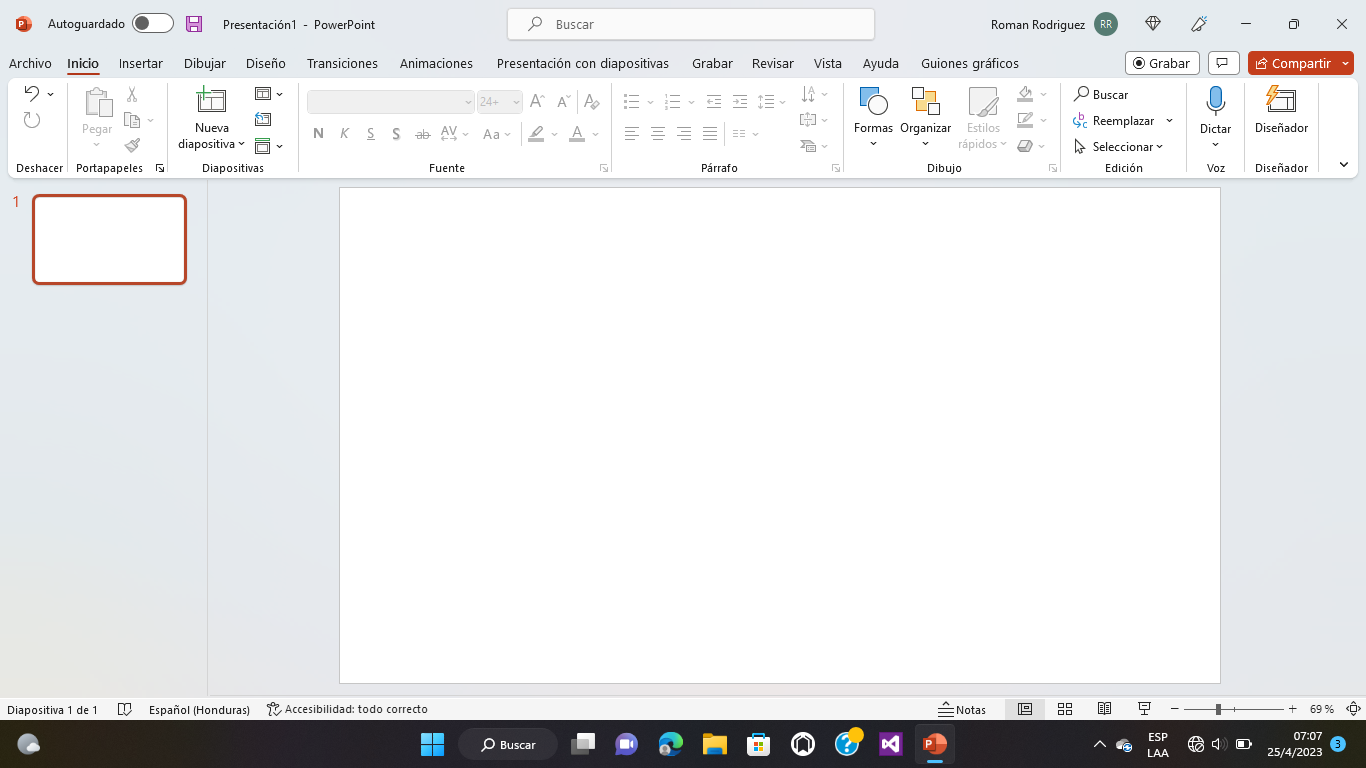 Autoguardado
Presentación1 - PowerPoint
Buscar
Roman Rodriguez
RR
Archivo Inicio Insertar Dibujar Diseño Transiciones Animaciones Presentación con diapositivas Grabar Revisar Vista Ayuda Guiones gráficos
Grabar
Compartir
Deshacer
Pegar
Portapapeles
Nueva
diapositiva
Diapositivas
24+
N K S S ab AV Aa A
Fuente
Párrafo
Formas
Organizar
Estilos
rápidos
Dibujo
Buscar
Reemplazar
Seleccionar
Edición
Dictar
Voz
Diseñador
Diseñador
1
Diapositiva 1 de 1
Español (Honduras)
Accesibilidad: todo correcto
Notas
69 %
Buscar
ESP
LAA
07:07
25/4/2023
3